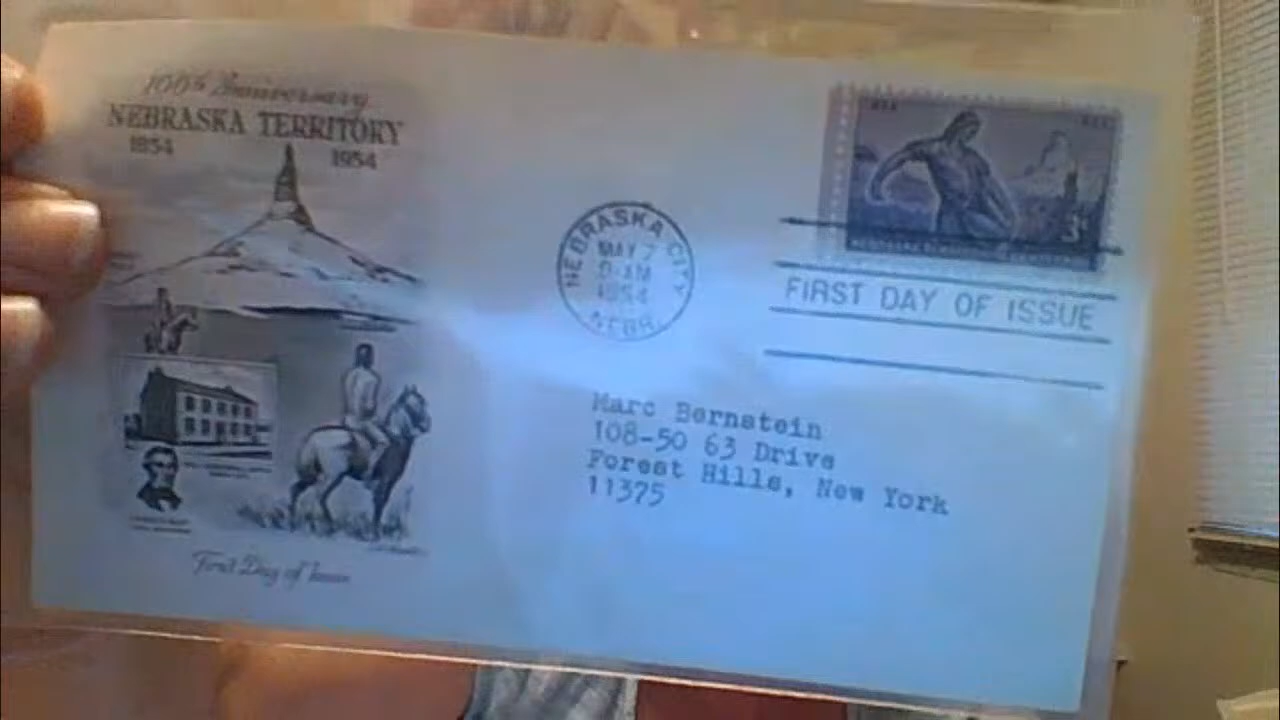 100th Anniversary
NEBRASKA TERRITORY
1854 1954
First Day of Issue
NEBRASKA CITY
MAY 7
9-AM
1954
NEBR.
FIRST DAY OF ISSUE
3¢
Marc Bernstein
108-50 63 Drive
Forest Hills, New York
11375